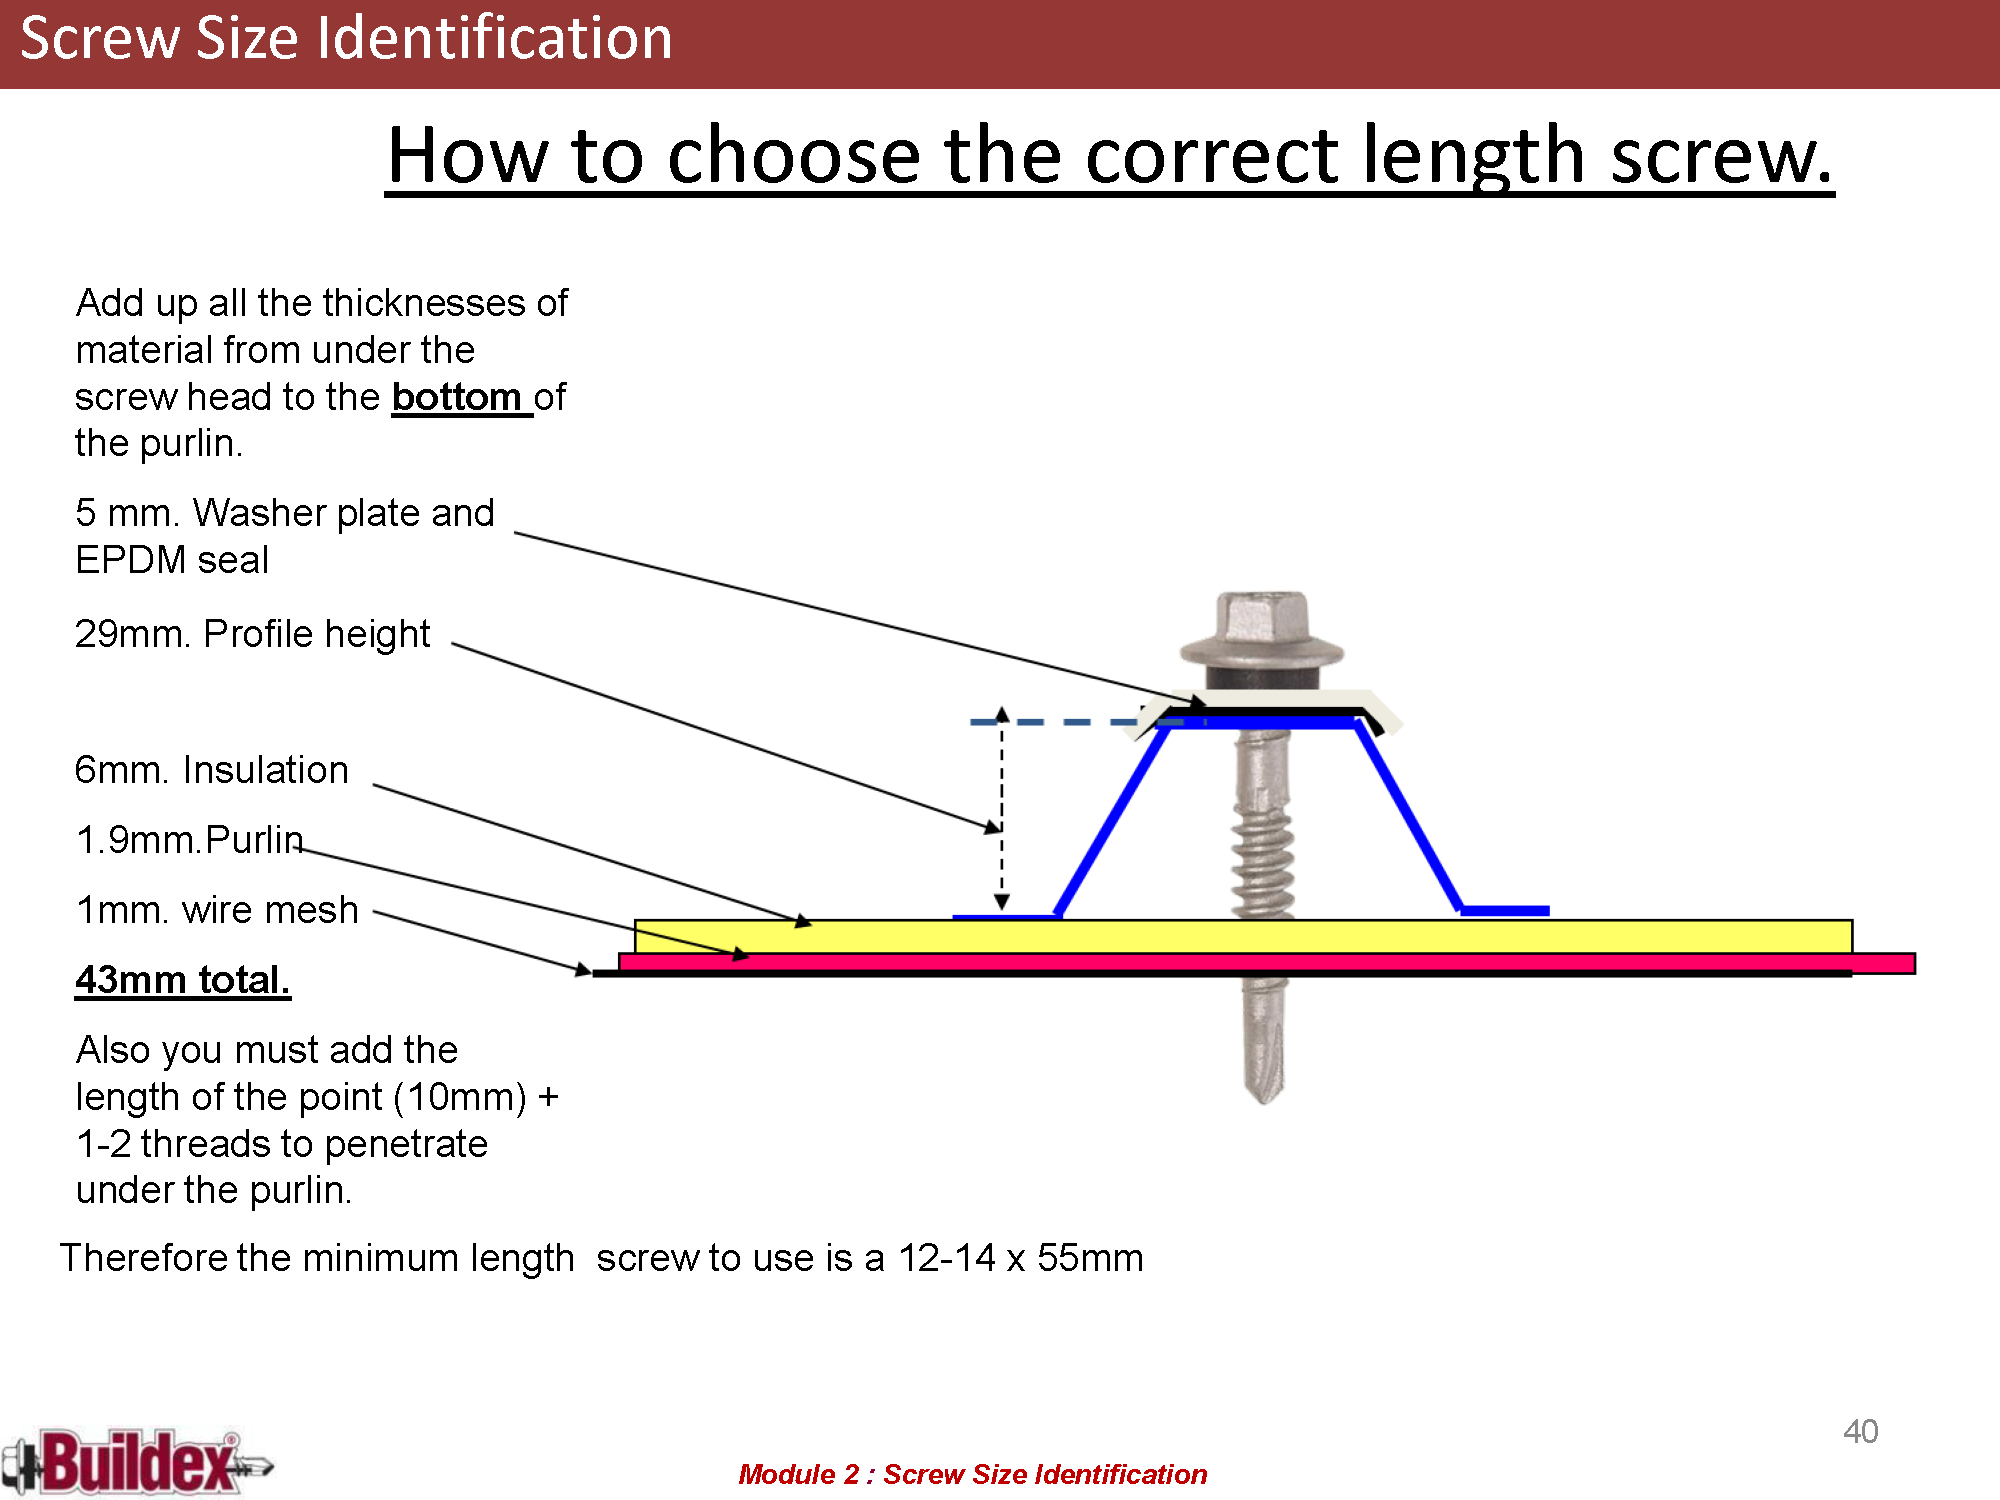 Screw Size Identification
How to choose the correct length screw.
Add up all the thicknesses of
material from under the
screw head to the bottom of
the purlin.
5 mm. Washer plate and
EPDM seal
29mm. Profile height
6mm. Insulation
1.9mm.Purlin
1mm. wire mesh
43mm total.
Also you must add the
length of the point (10mm) +
1-2 threads to penetrate
under the purlin.
Therefore the minimum length  screw to use is a 12-14 x 55mm
40
Buildex®
Module 2 : Screw Size Identification